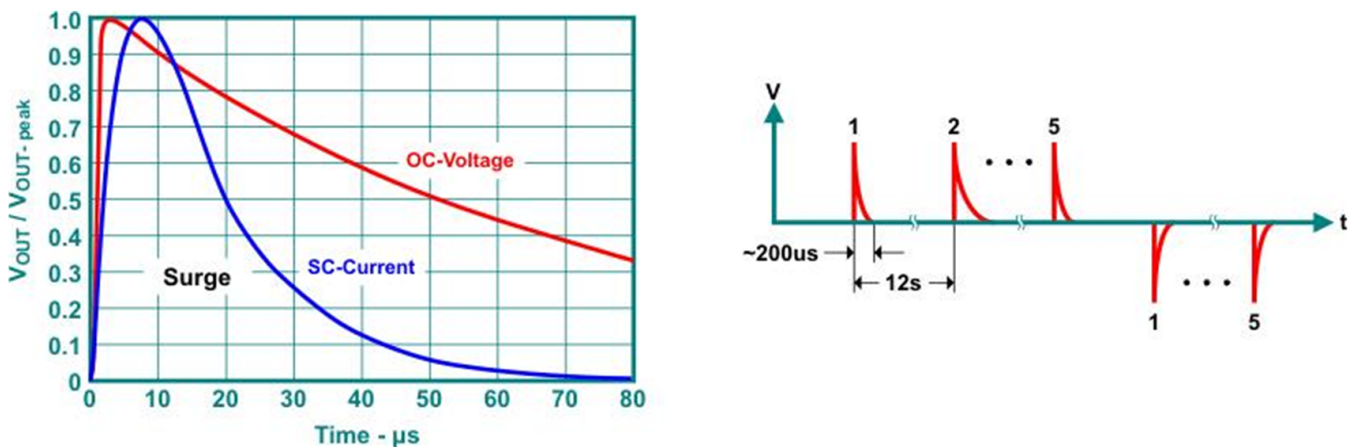 1.0
0.9
0.8
0.7
0.6
0.5
0.4
0.3
0.2
0.1
0
VOUT / VOUT- peak
OC-Voltage
SC-Current
Surge
0 10 20 30 40 50 60 70 80
Time - µs
V
1 2 5
• • •
t
~200us
12s
• • •
1 5